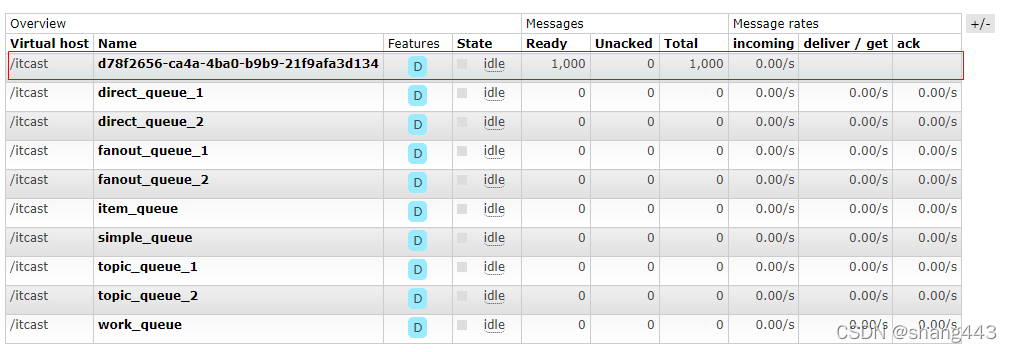 Overview Messages Message rates +/-
Virtual host Name Features State Ready Unacked Total incoming deliver / get ack
/itcast d78f2656-ca4a-4ba0-b9b9-21f9afa3d134 D idle 1,000 0 1,000 0.00/s
/itcast direct_queue_1 D idle 0 0 0 0.00/s 0.00/s 0.00/s
/itcast direct_queue_2 D idle 0 0 0 0.00/s 0.00/s 0.00/s
/itcast fanout_queue_1 D idle 0 0 0 0.00/s 0.00/s 0.00/s
/itcast fanout_queue_2 D idle 0 0 0 0.00/s 0.00/s 0.00/s
/itcast item_queue D idle 0 0 0 0.00/s 0.00/s 0.00/s
/itcast simple_queue D idle 0 0 0 0.00/s 0.00/s 0.00/s
/itcast topic_queue_1 D idle 0 0 0 0.00/s 0.00/s 0.00/s
/itcast topic_queue_2 D idle 0 0 0 0.00/s 0.00/s 0.00/s
/itcast work_queue D idle 0 0 0 0.00/s 0.00/s 0.00/s
CSDN @shang443